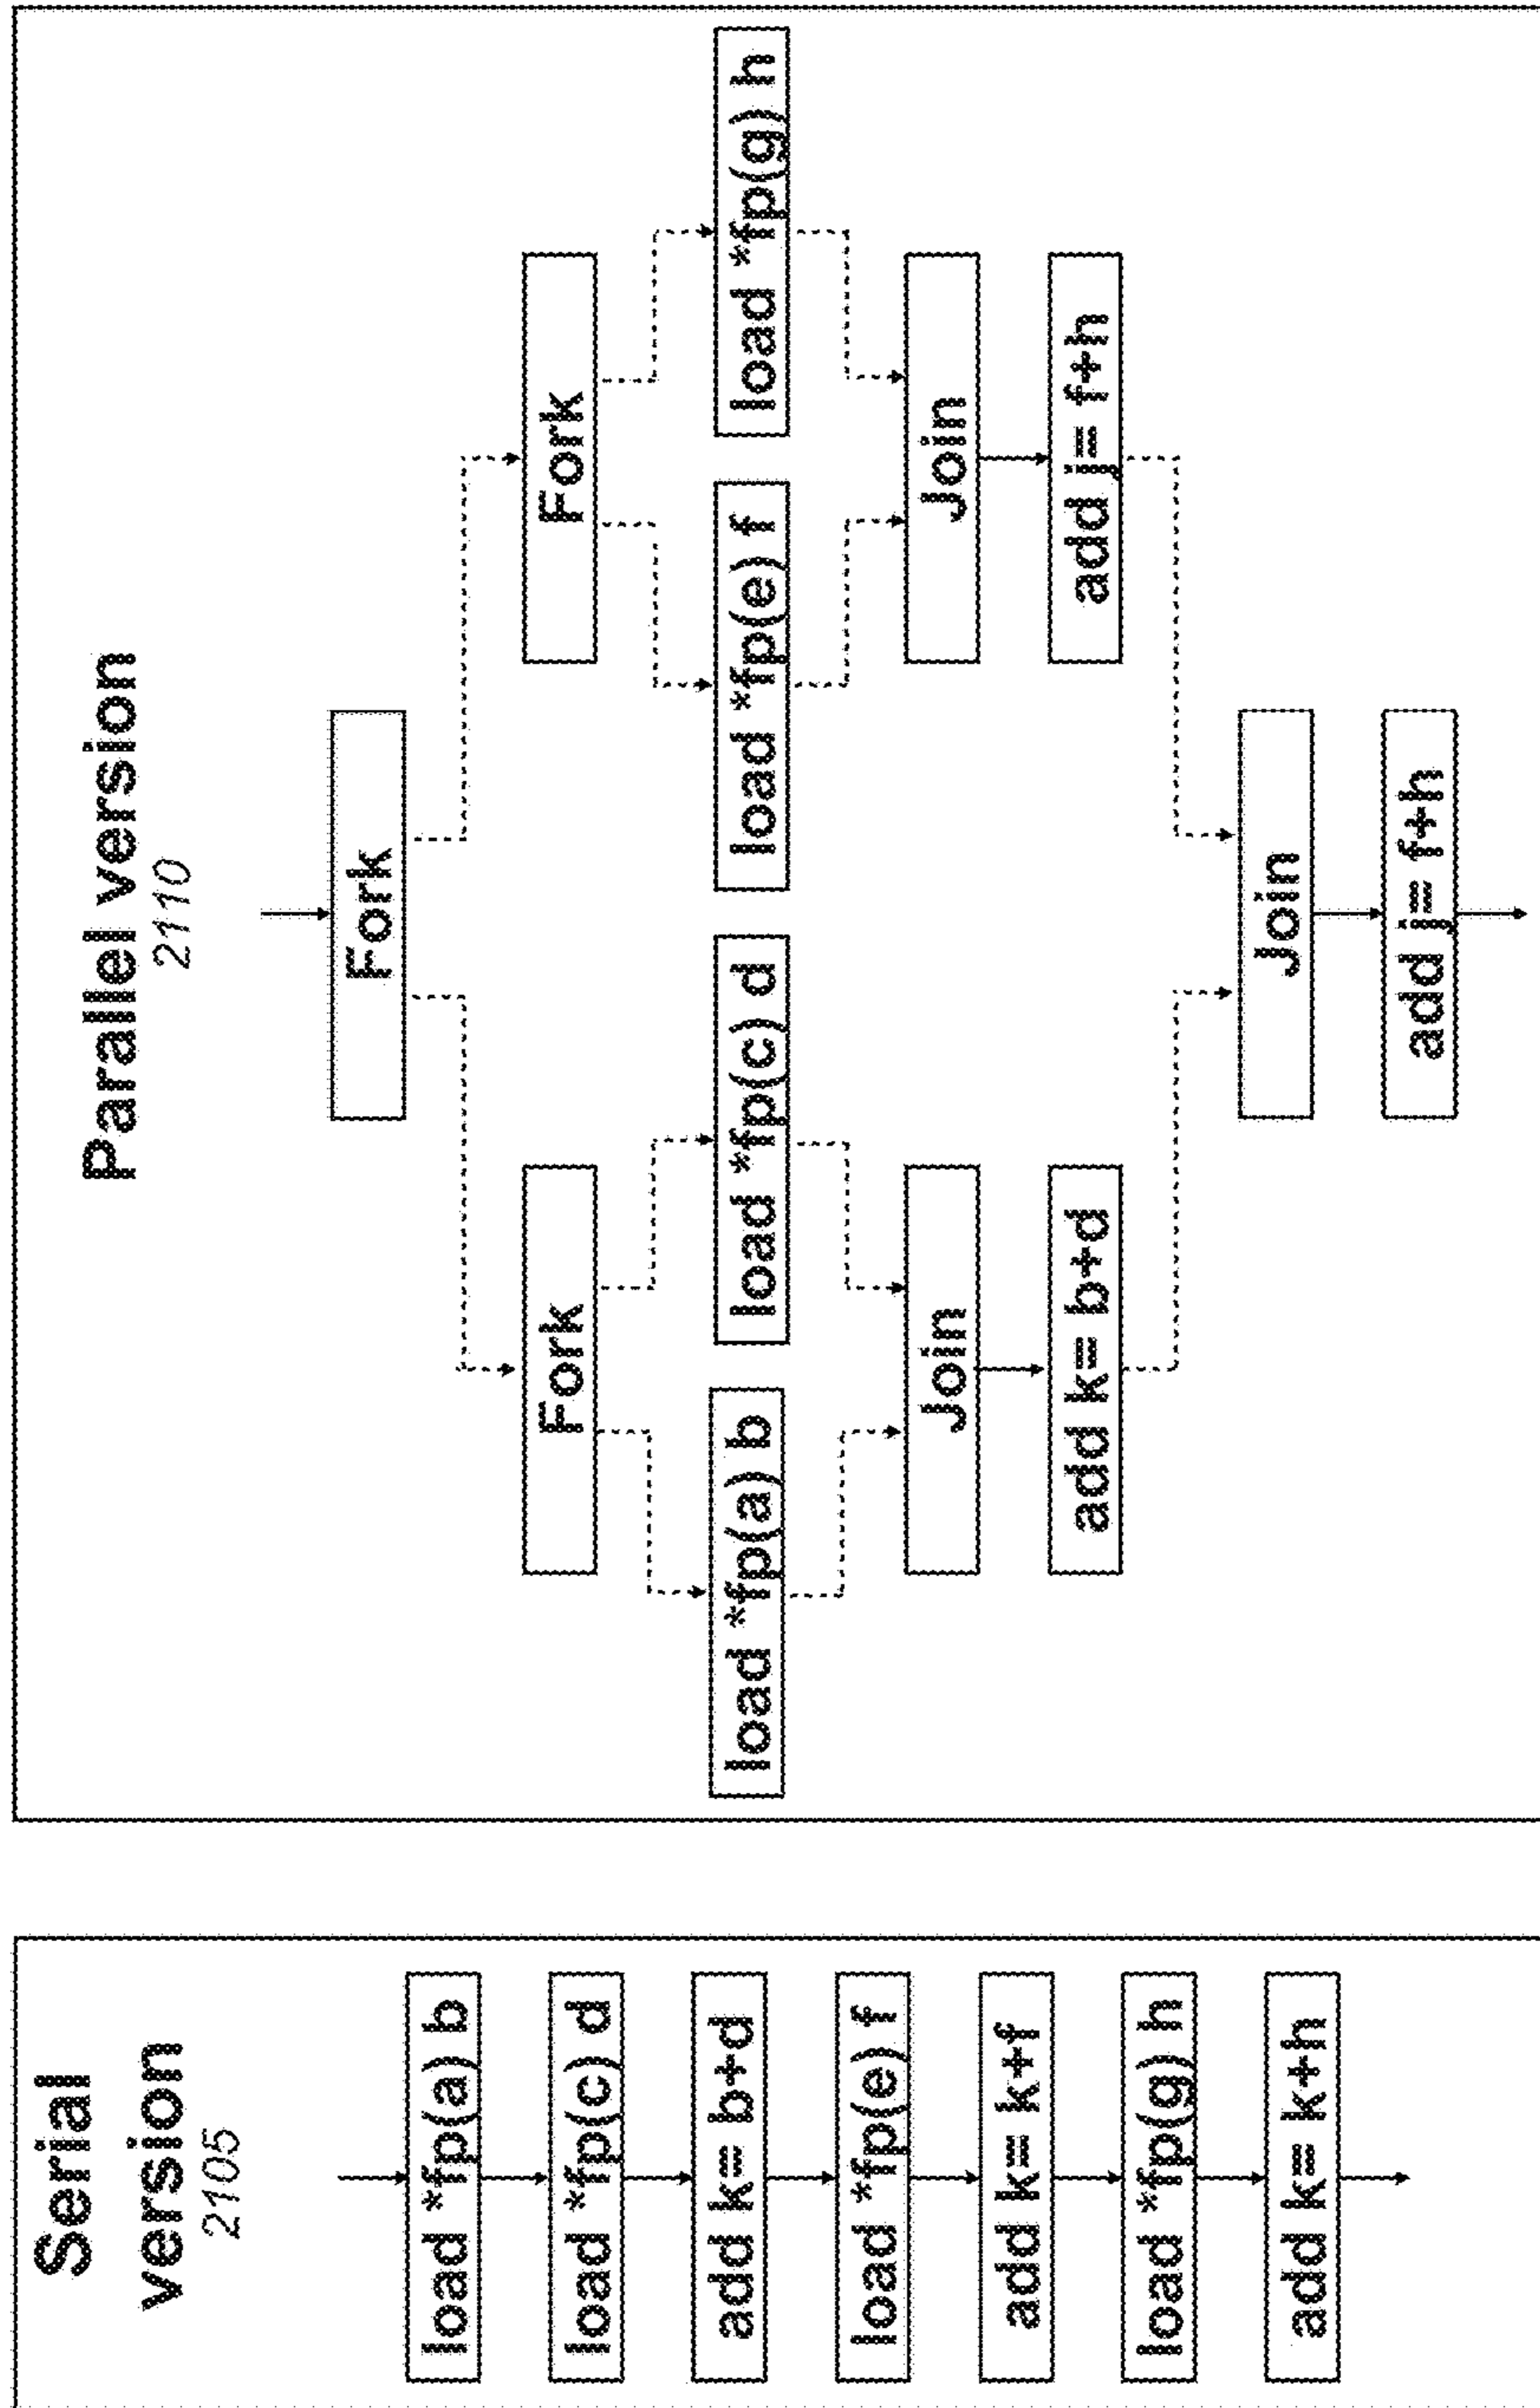 Serial
version
2105
load *fp(a) b
load *fp(c) d
add k= b+d
load *fp(e) f
add k= k+f
load *fp(g) h
add k= k+h
Parallel version
2110
Fork
Fork
Fork
load *fp(a) b
load *fp(c) d
load *fp(e) f
load *fp(g) h
Join
Join
add k= b+d
add j= f+h
Join
add j= f+h